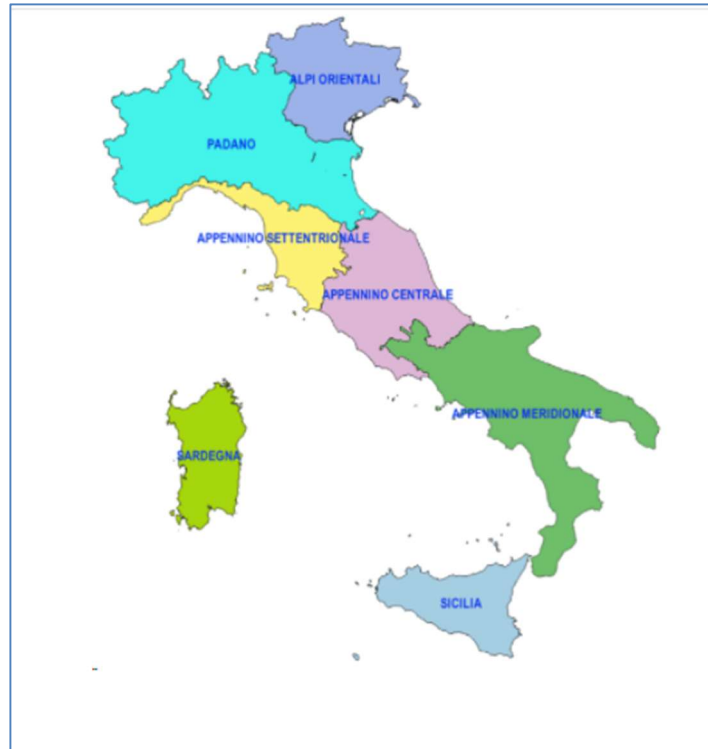 ALPI ORIENTALI
PADANO
APPENNINO SETTENTRIONALE
APPENNINO CENTRALE
APPENNINO MERIDIONALE
SARDEGNA
SICILIA